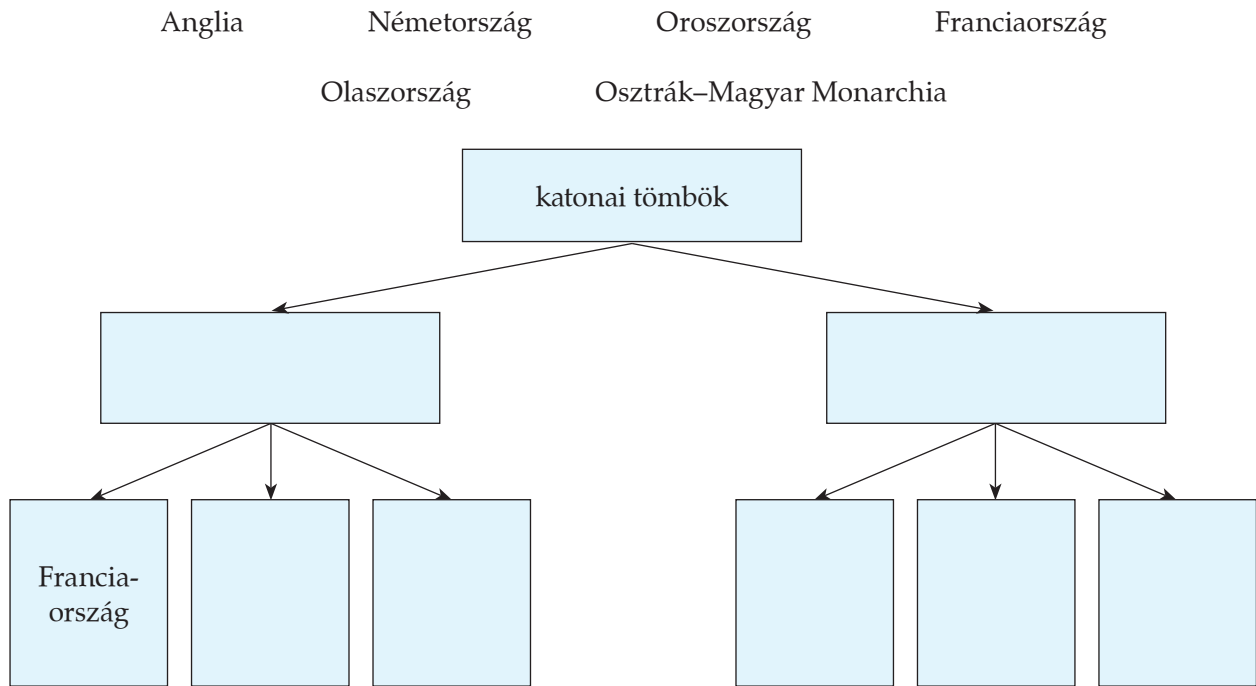 Anglia Németország Oroszország Franciaország
Olaszország Osztrák–Magyar Monarchia
katonai tömbök
Francia-
ország